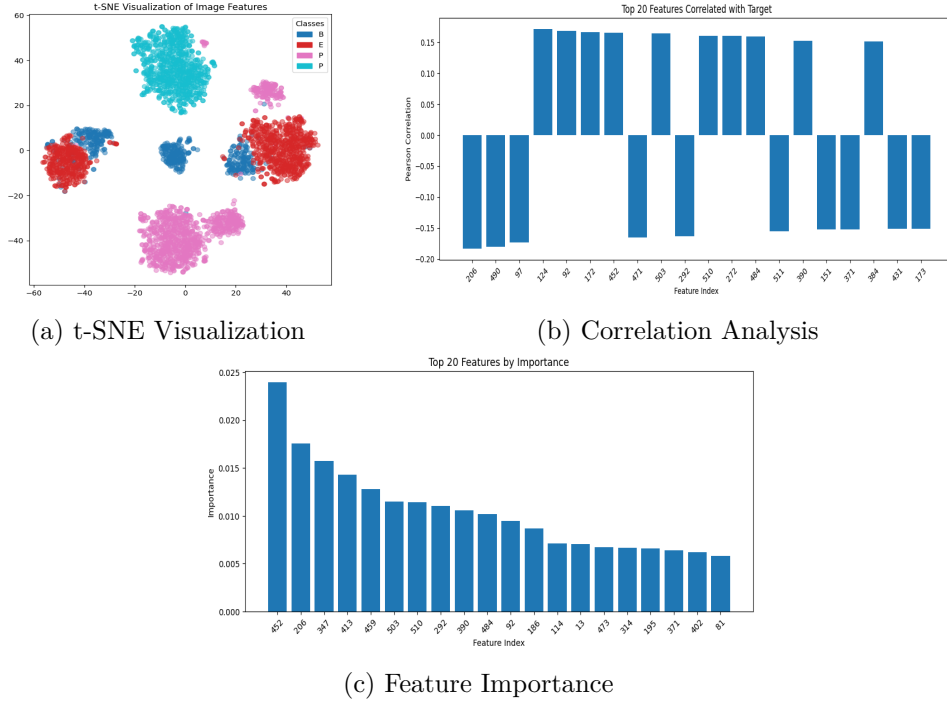 t-SNE Visualization of Image Features
Classes
B
E
P
P
60
40
20
0
−20
−40
−60 −40 −20 0 20 40
(a) t-SNE Visualization
Top 20 Features Correlated with Target
Pearson Correlation
0.15
0.10
0.05
0.00
−0.05
−0.10
−0.15
−0.20
206 490 97 124 92 172 452 471 503 292 510 272 484 511 390 151 371 384 431 173
Feature Index
(b) Correlation Analysis
Top 20 Features by Importance
Importance
0.025
0.020
0.015
0.010
0.005
0.000
452 206 347 413 459 503 510 292 390 484 92 186 114 13 473 314 195 371 402 81
Feature Index
(c) Feature Importance